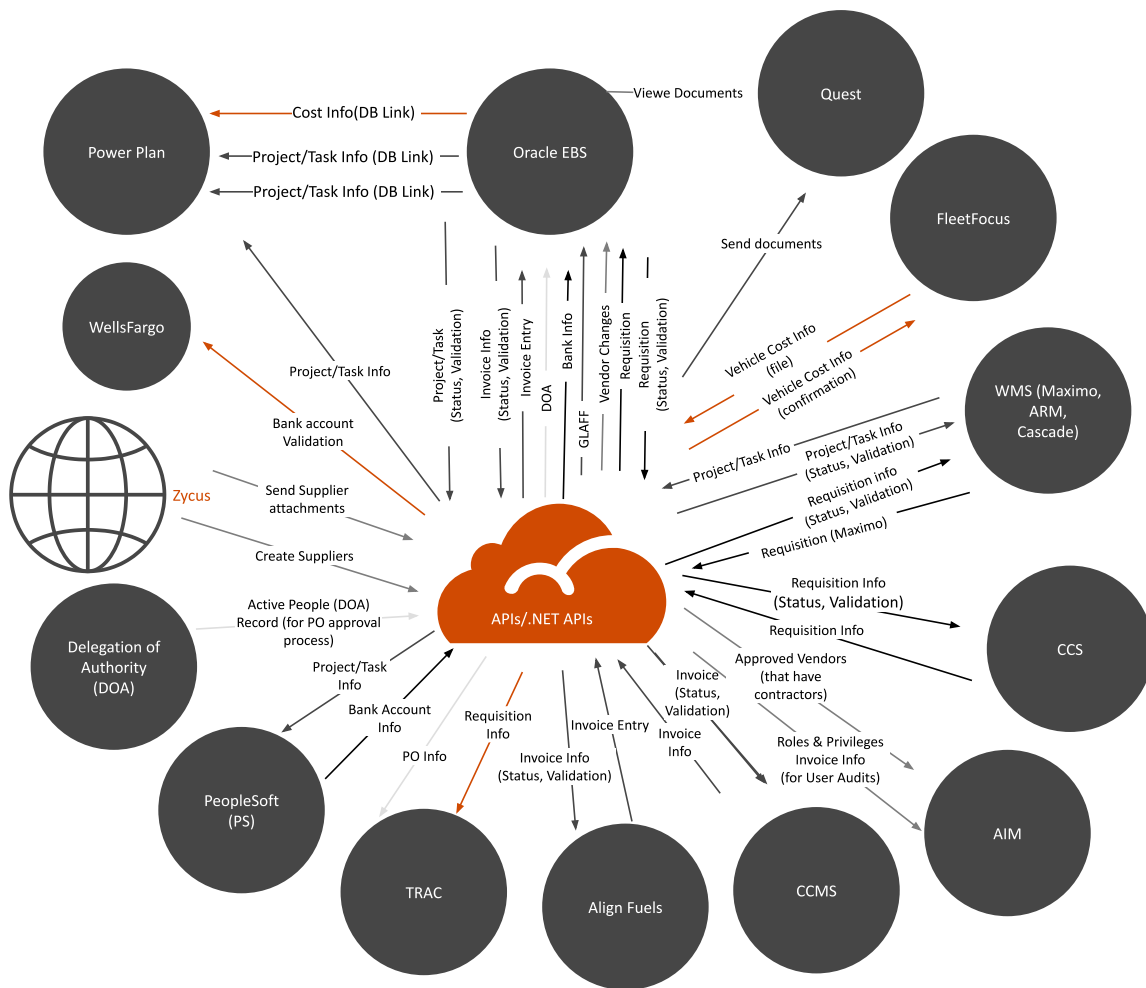 Cost Info(DB Link)
Viewe Documents
Quest
Power Plan
Project/Task Info (DB Link)
Oracle EBS
Project/Task Info (DB Link)
FleetFocus
Send documents
WellsFargo
Project/Task Info
Bank account
Validation
Project/Task
(Status, Validation)
Invoice Info
(Status, Validation)
Invoice Entry
DOA
Bank Info
GLAFF
Vendor Changes
Requisition
Requisition
(Status, Validation)
Vehicle Cost Info
(file)
Vehicle Cost Info
(confirmation)
WMS (Maximo,
ARM,
Cascade)
Project/Task Info
Project/Task Info
(Status, Validation)
Requisition info
(Status, Validation)
Requisition (Maximo)
Zycus
Send Supplier
attachments
Create Suppliers
APIs/.NET APIs
Requisition Info
(Status, Validation)
Requisition Info
CCS
Active People (DOA)
Record (for PO approval
process)
Delegation of
Authority
(DOA)
Project/Task
Info
Bank Account
Info
PeopleSoft
(PS)
PO Info
Requisition
Info
Invoice Info
(Status, Validation)
Invoice Entry
Invoice
(Status,
Validation)
Invoice
Info
Approved Vendors
(that have
contractors)
Roles & Privileges
Invoice Info
(for User Audits)
AIM
TRAC
Align Fuels
CCMS